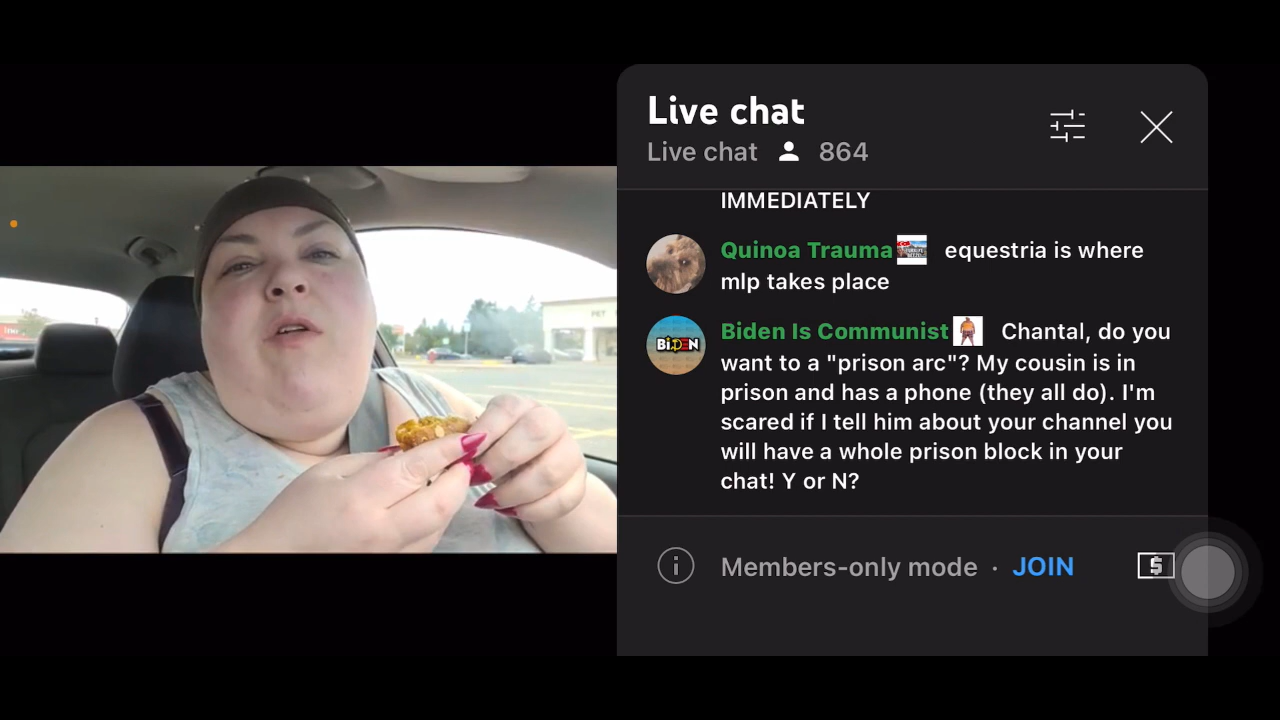 Live chat
Live chat 864
IMMEDIATELY
Quinoa Trauma equestria is where
mlp takes place
Biden Is Communist Chantal, do you
BiDEN
want to a "prison arc"? My cousin is in
prison and has a phone (they all do). I'm
scared if I tell him about your channel you
will have a whole prison block in your
chat! Y or N?
Members-only mode · JOIN
PET